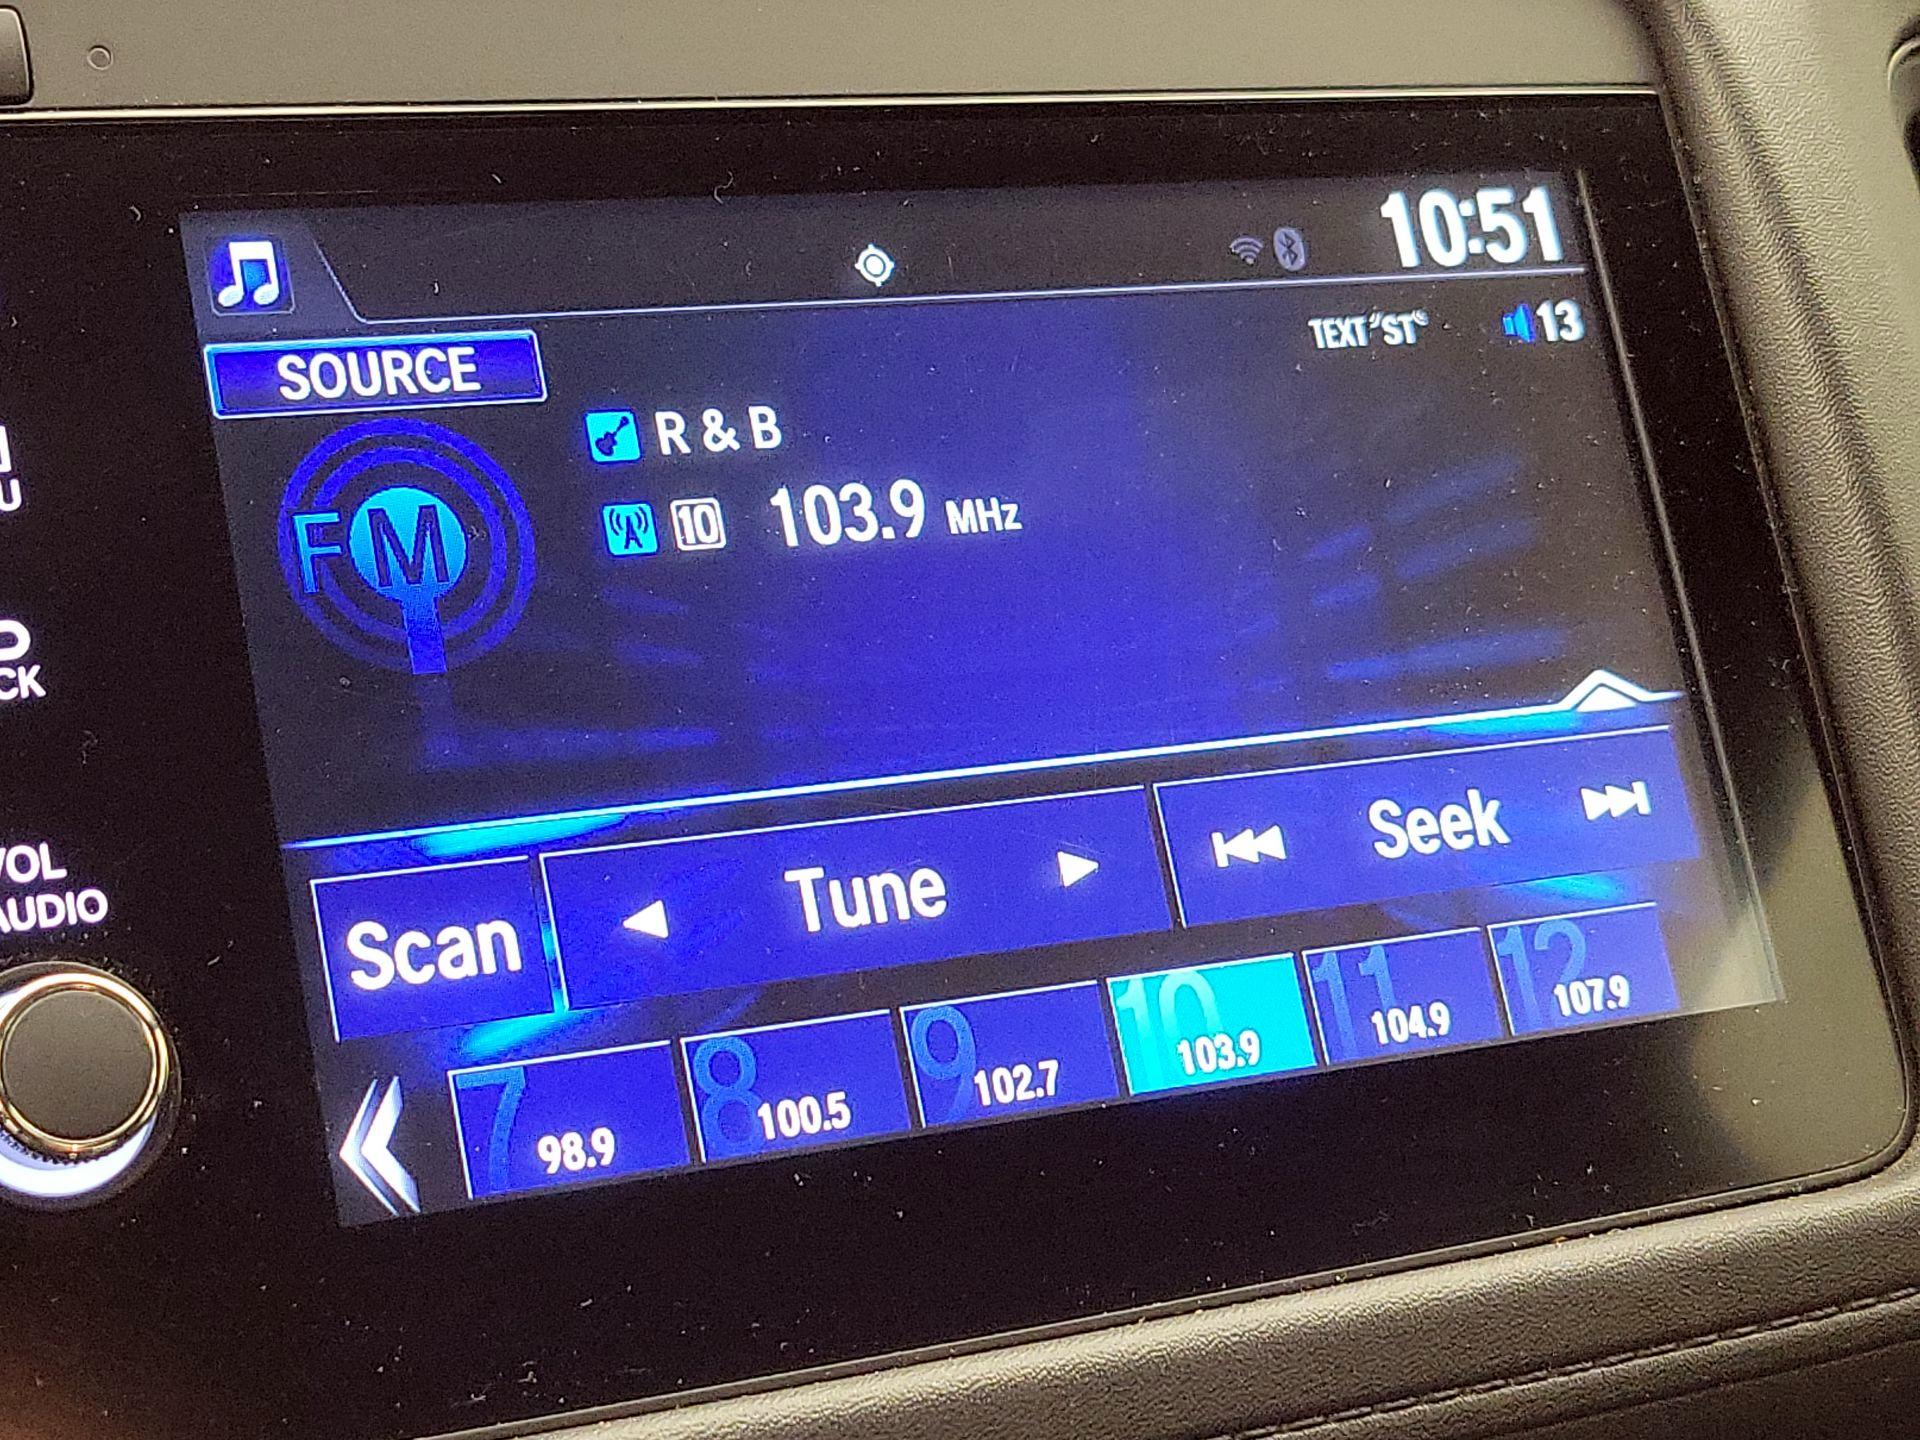 10:51
TEXT ST 13
SOURCE
R & B
FM
10 103.9 MHz
Scan Tune Seek
VOL
AUDIO
7 98.9
8 100.5
9 102.7
10 103.9
11 104.9
12 107.9